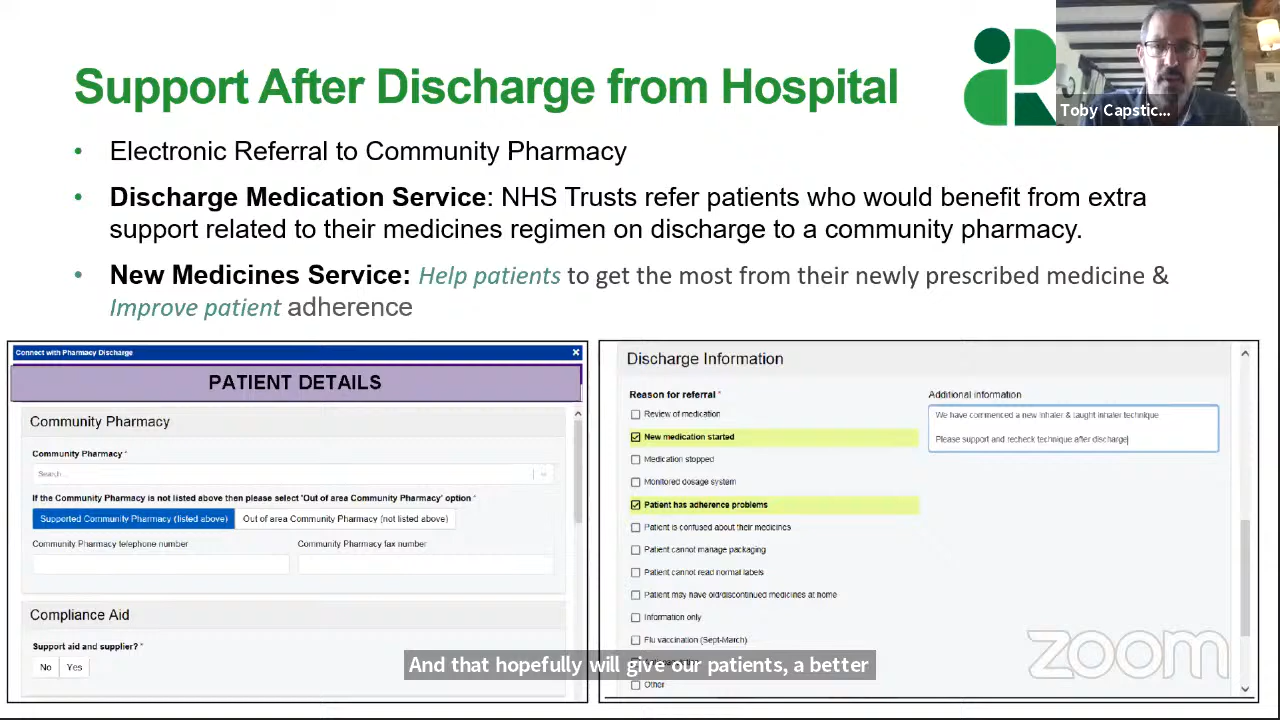 Support After Discharge from Hospital
Toby Capstic...
• Electronic Referral to Community Pharmacy
• Discharge Medication Service: NHS Trusts refer patients who would benefit from extra
support related to their medicines regimen on discharge to a community pharmacy.
• New Medicines Service: Help patients to get the most from their newly prescribed medicine &
Improve patient adherence
Connect with Pharmacy Discharge
PATIENT DETAILS
Community Pharmacy
Community Pharmacy *
Search...
If the Community Pharmacy is not listed above then please select 'Out of area Community Pharmacy' option *
Supported Community Pharmacy (listed above) Out of area Community Pharmacy (not listed above)
Community Pharmacy telephone number Community Pharmacy fax number
Compliance Aid
Support aid and supplier? *
No Yes
Discharge Information
Reason for referral *
Review of medication
New medication started
Medication stopped
Monitored dosage system
Patient has adherence problems
Patient is confused about their medicines
Patient cannot manage packaging
Patient cannot read normal labels
Patient may have old/discontinued medicines at home
Information only
Flu vaccination (Sept-March)
Other
Additional information
We have commenced a new inhaler & taught inhaler technique
Please support and recheck technique after discharge
And that hopefully will give our patients, a better
zoom